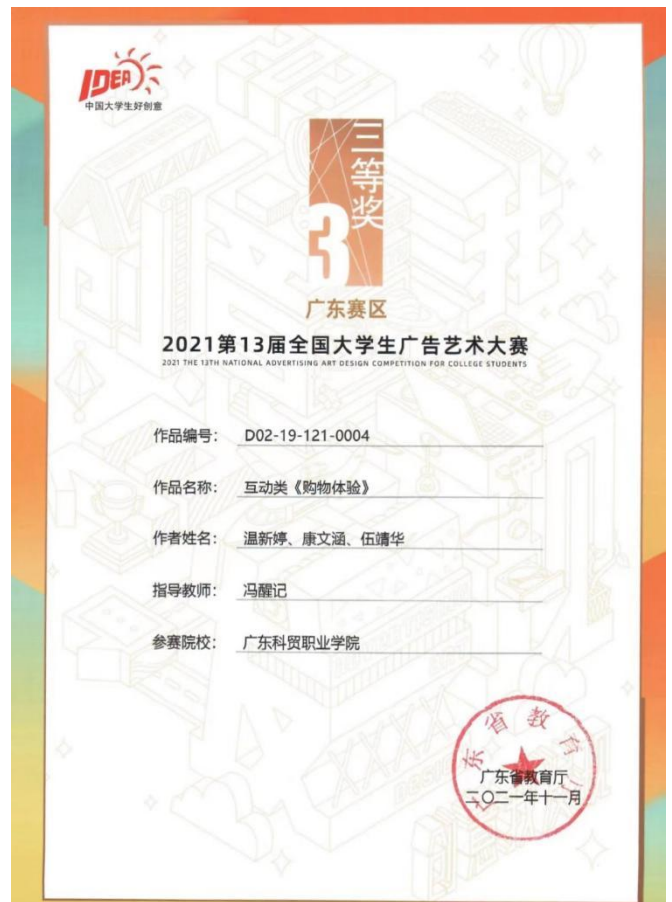 IDEA
中国大学生好创意
三等奖
3
广东赛区
2021第13届全国大学生广告艺术大赛
2021 THE 13TH NATIONAL ADVERTISING ART DESIGN COMPETITION FOR COLLEGE STUDENTS
作品编号: D02-19-121-0004
作品名称: 互动类《购物体验》
作者姓名: 温新婷、康文涵、伍靖华
指导教师: 冯醒记
参赛院校: 广东科贸职业学院
广东省教育厅
广东省教育厅
二〇二一年十一月